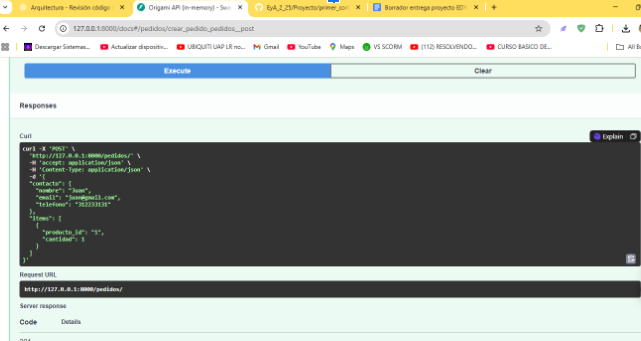 Arquitectura - Revisión código
Origami API (in-memory) - Swa
EyA_2_25/Proyecto/primer_cor
Borrador entrega proyecto EDT
127.0.0.1:8000/docs#/pedidos/crear_pedido_pedidos__post
Descargar Sistemas...
Actualizar dispositiv...
UBIQUITI UAP LR no...
Gmail
YouTube
Maps
VS SCORM
(112) RESOLVIENDO...
CURSO BASICO DE...
All B
Execute
Clear
Responses
Curl
Explain
curl -X 'POST' \
'http://127.0.0.1:8000/pedidos/' \
-H 'accept: application/json' \
-H 'Content-Type: application/json' \
-d '{
"contacto": {
"nombre": "Juan",
"email": "juan@gmail.com",
"telefono": "312233131"
},
"items": [
{
"producto_id": "1",
"cantidad": 1
}
]
}'
Request URL
http://127.0.0.1:8000/pedidos/
Server response
Code
Details